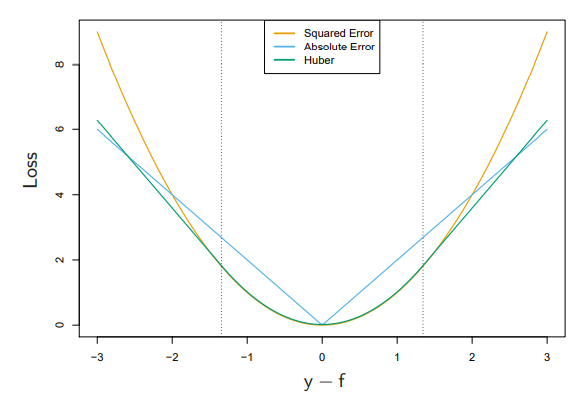 Squared Error
Absolute Error
Huber
8
6
4
2
0
Loss
−3 −2 −1 0 1 2 3
y − f